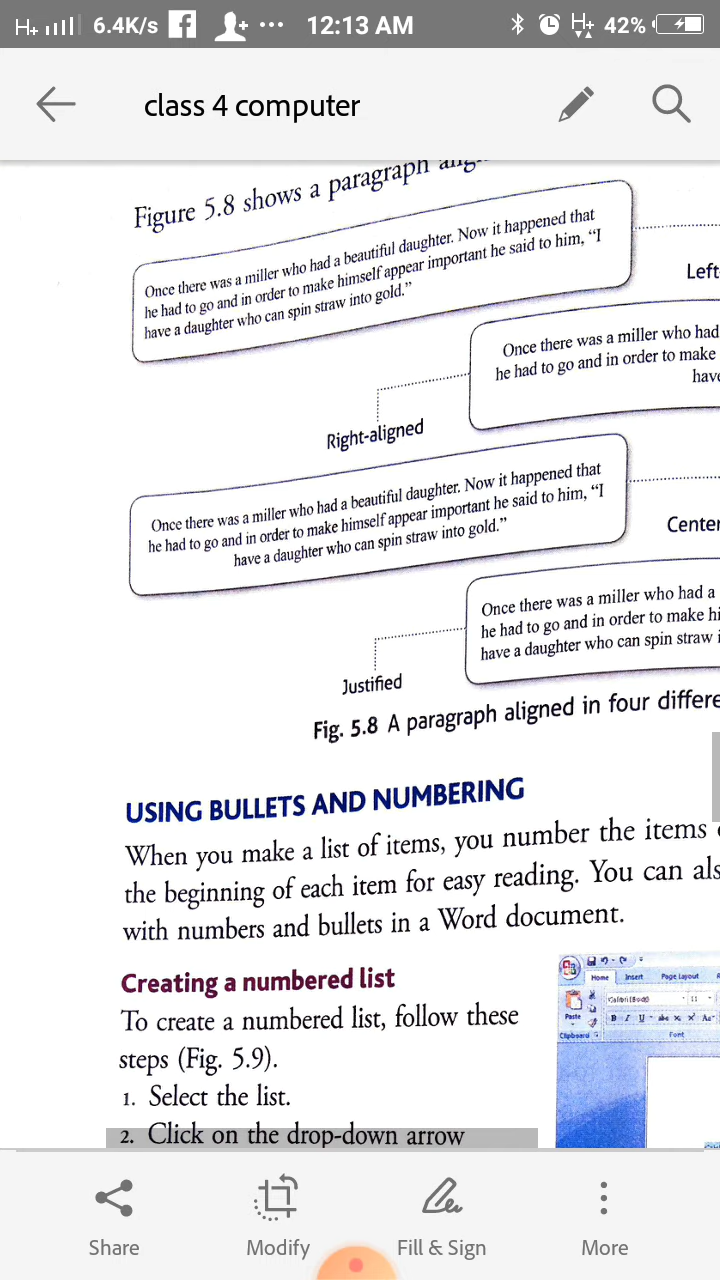 H+ 6.4K/s f ... 12:13 AM H+ 42%
class 4 computer
Figure 5.8 shows a paragraph
Once there was a miller who had a beautiful daughter. Now it happened that
he had to go and in order to make himself appear important he said to him, “I
have a daughter who can spin straw into gold.”
Left
Once there was a miller who had
he had to go and in order to make
have
Right-aligned
Once there was a miller who had a beautiful daughter. Now it happened that
he had to go and in order to make himself appear important he said to him, “I
have a daughter who can spin straw into gold.”
Center
Once there was a miller who had a
he had to go and in order to make hi
have a daughter who can spin straw
Justified
Fig. 5.8 A paragraph aligned in four differe
USING BULLETS AND NUMBERING
When you make a list of items, you number the items
the beginning of each item for easy reading. You can als
with numbers and bullets in a Word document.
Creating a numbered list
To create a numbered list, follow these
steps (Fig. 5.9).
1. Select the list.
2. Click on the drop-down arrow
Home Insert Page Layout
Calibri (Body) 11
Paste B I U abc x x Aa
Clipboard Font
Share Modify Fill & Sign More